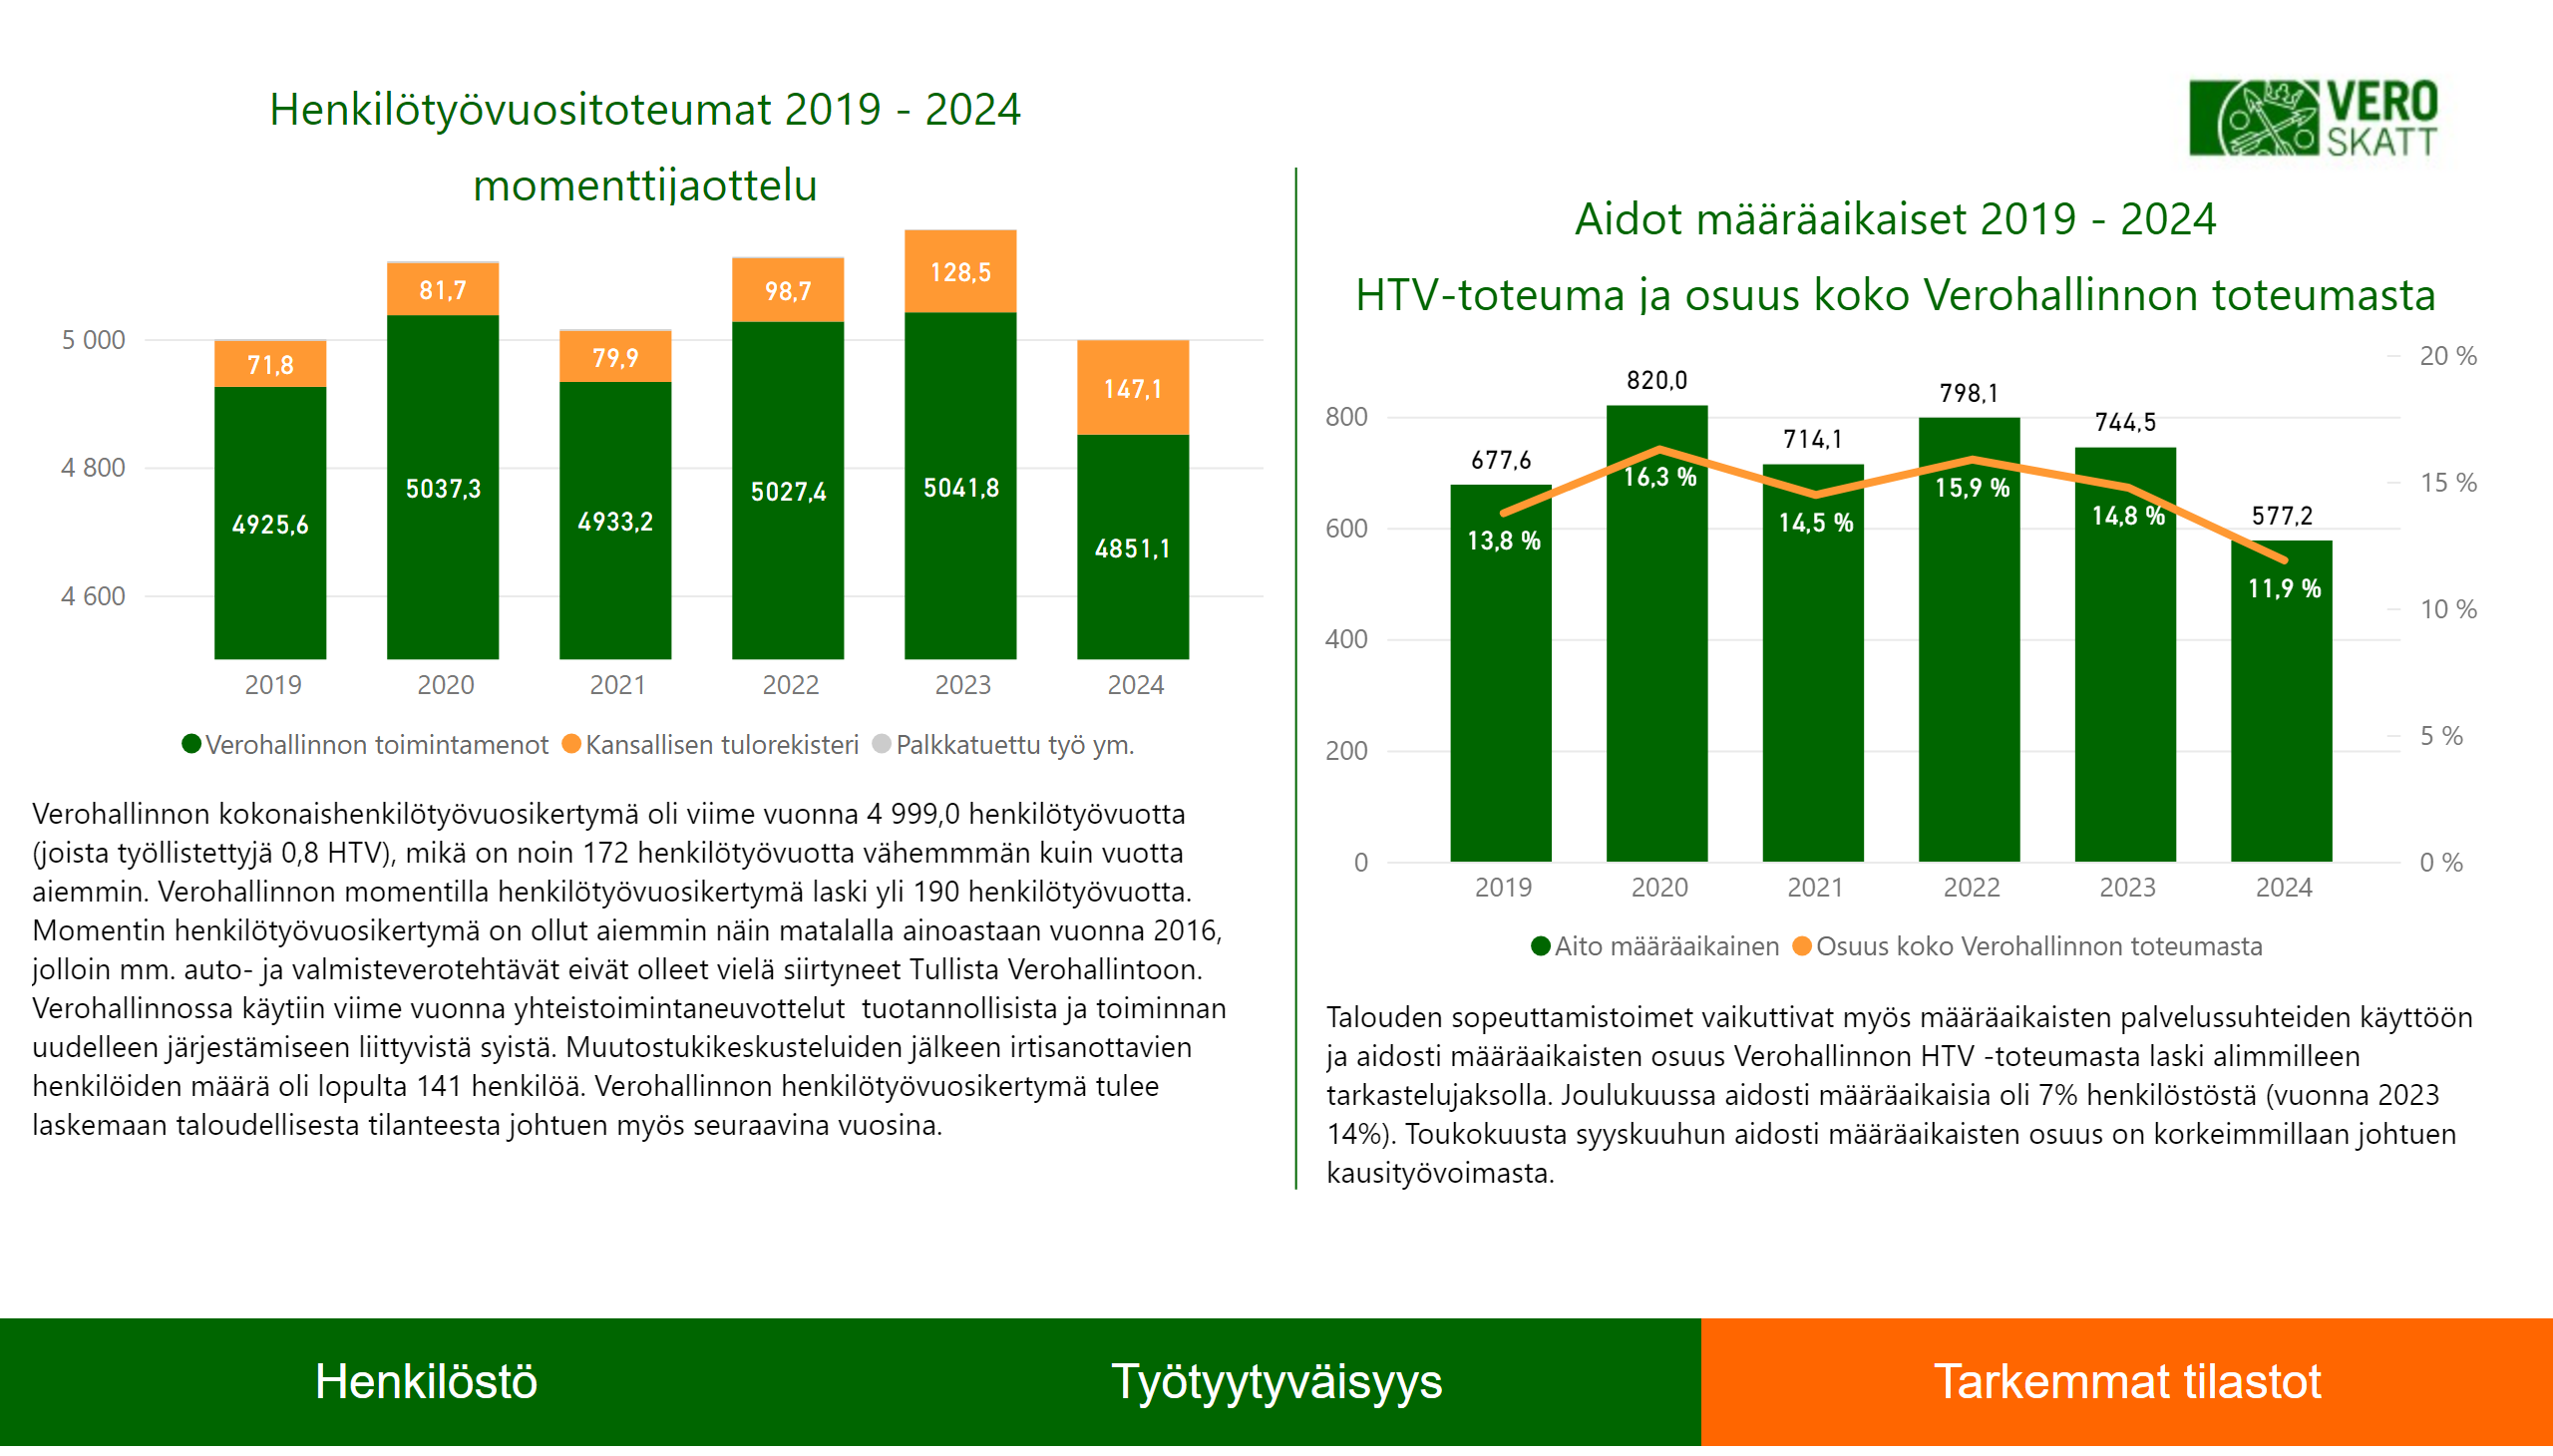 Henkilötyövuositoteumat 2019 - 2024
momenttijaottelu
5 000
4 800
4 600
71,8
81,7
79,9
98,7
128,5
147,1
4925,6
5037,3
4933,2
5027,4
5041,8
4851,1
2019
2020
2021
2022
2023
2024
Verohallinnon toimintamenot Kansallisen tulorekisteri Palkkatuettu työ ym.
Verohallinnon kokonaishenkilötyövuosikertymä oli viime vuonna 4 999,0 henkilötyövuotta
(joista työllistettyjä 0,8 HTV), mikä on noin 172 henkilötyövuotta vähemmmän kuin vuotta
aiemmin. Verohallinnon momentilla henkilötyövuosikertymä laski yli 190 henkilötyövuotta.
Momentin henkilötyövuosikertymä on ollut aiemmin näin matalalla ainoastaan vuonna 2016,
jolloin mm. auto- ja valmisteverotehtävät eivät olleet vielä siirtyneet Tullista Verohallintoon.
Verohallinnossa käytiin viime vuonna yhteistoimintaneuvottelut  tuotannollisista ja toiminnan
uudelleen järjestämiseen liittyvistä syistä. Muutostukikeskusteluiden jälkeen irtisanottavien
henkilöiden määrä oli lopulta 141 henkilöä. Verohallinnon henkilötyövuosikertymä tulee
laskemaan taloudellisesta tilanteesta johtuen myös seuraavina vuosina.
VERO
SKATT
Aidot määräaikaiset 2019 - 2024
HTV-toteuma ja osuus koko Verohallinnon toteumasta
800
600
400
200
0
20 %
15 %
10 %
5 %
0 %
677,6
820,0
714,1
798,1
744,5
577,2
13,8 %
16,3 %
14,5 %
15,9 %
14,8 %
11,9 %
2019
2020
2021
2022
2023
2024
Aito määräaikainen Osuus koko Verohallinnon toteumasta
Talouden sopeuttamistoimet vaikuttivat myös määräaikaisten palvelussuhteiden käyttöön
ja aidosti määräaikaisten osuus Verohallinnon HTV -toteumasta laski alimmilleen
tarkastelujaksolla. Joulukuussa aidosti määräaikaisia oli 7% henkilöstöstä (vuonna 2023
14%). Toukokuusta syyskuuhun aidosti määräaikaisten osuus on korkeimmillaan johtuen
kausityövoimasta.
Henkilöstö
Työtyytyväisyys
Tarkemmat tilastot